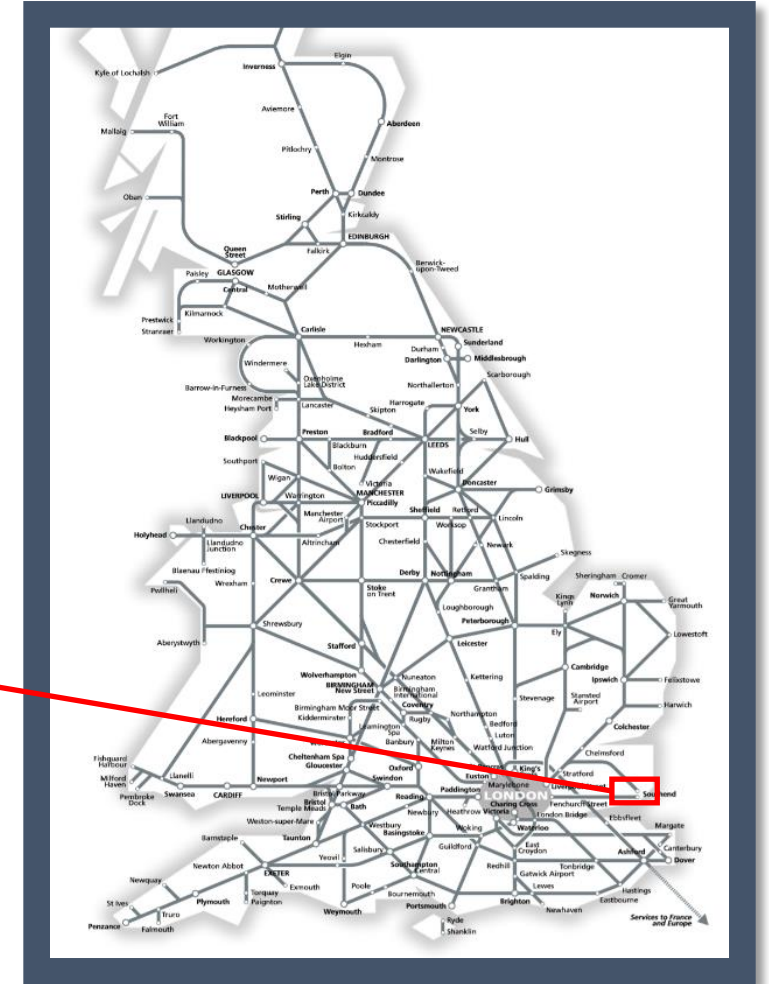 Elgin
Kyle of Lochalsh
Inverness
Aviemore
Fort
William
Mallaig
Aberdeen
Pitlochry
Montrose
Perth
Dundee
Oban
Stirling
Kirkcaldy
EDINBURGH
Queen
Street
Falkirk
Berwick-
upon-Tweed
Paisley
GLASGOW
Central
Motherwell
Prestwick
Kilmarnock
Stranraer
Carlisle
NEWCASTLE
Workington
Hexham
Durham
Sunderland
Darlington
Middlesbrough
Windermere
Scarborough
Oxenholme
Lake District
Barrow-in-Furness
Northallerton
Morecambe
Heysham Port
Lancaster
Harrogate
Skipton
York
Blackpool
Preston
Bradford
Selby
Blackburn
LEEDS
Hull
Huddersfield
Southport
Bolton
Wakefield
Wigan
Victoria
Doncaster
MANCHESTER
Piccadilly
LIVERPOOL
Warrington
Grimsby
Manchester
Airport
Sheffield
Retford
Llandudno
Chester
Stockport
Worksop
Lincoln
Holyhead
Llandudno
Junction
Altrincham
Chesterfield
Newark
Skegness
Blaenau Ffestiniog
Wrexham
Crewe
Derby
Nottingham
Spalding
Sheringham
Cromer
Pwllheli
Stoke
on Trent
Grantham
Kings
Lynn
Norwich
Great
Yarmouth
Loughborough
Shrewsbury
Peterborough
Aberystwyth
Stafford
Leicester
Ely
Lowestoft
Wolverhampton
Nuneaton
Kettering
Cambridge
BIRMINGHAM
New Street
Birmingham
International
Ipswich
Felixstowe
Leominster
Birmingham Moor Street
Coventry
Stevenage
Stansted
Airport
Harwich
Hereford
Kidderminster
Rugby
Northampton
Leamington
Spa
Bedford
Colchester
Abergavenny
Banbury
Milton
Keynes
Luton
Cheltenham Spa
Watford Junction
Chelmsford
Fishguard
Harbour
Gloucester
Oxford
Euston
King's
Stratford
Milford
Haven
Llanelli
Newport
Swindon
Paddington
Marylebone
Southend
Pembroke
Dock
Swansea
CARDIFF
Bristol Parkway
Reading
LONDON
Bristol
Temple Meads
Bath
Newbury
Heathrow
Victoria
Charing Cross
Fenchurch Street
Weston-super-Mare
London Bridge
Ebbsfleet
Westbury
Basingstoke
Woking
Waterloo
Margate
Barnstaple
Taunton
Salisbury
Guildford
East
Croydon
Canterbury
Yeovil
Ashford
Dover
Newton Abbot
EXETER
Southampton
Central
Redhill
Tonbridge
Gatwick Airport
Newquay
Exmouth
Poole
Lewes
Hastings
St Ives
Plymouth
Torquay
Paignton
Bournemouth
Eastbourne
Truro
Weymouth
Portsmouth
Brighton
Newhaven
Penzance
Falmouth
Ryde
Shanklin
Services to France
and Europe